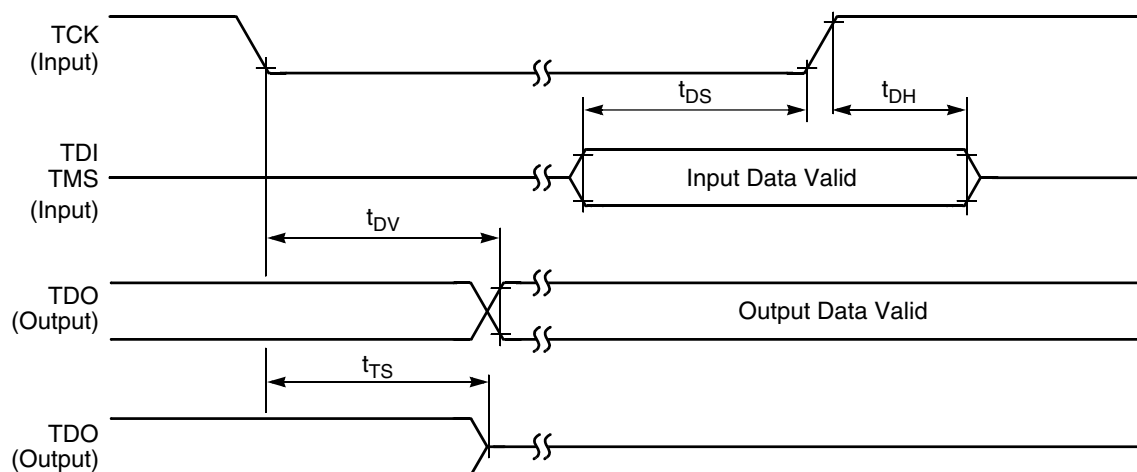 TCK
(Input)
tDS
tDH
TDI
TMS
(Input)
Input Data Valid
tDV
TDO
(Output)
Output Data Valid
tTS
TDO
(Output)